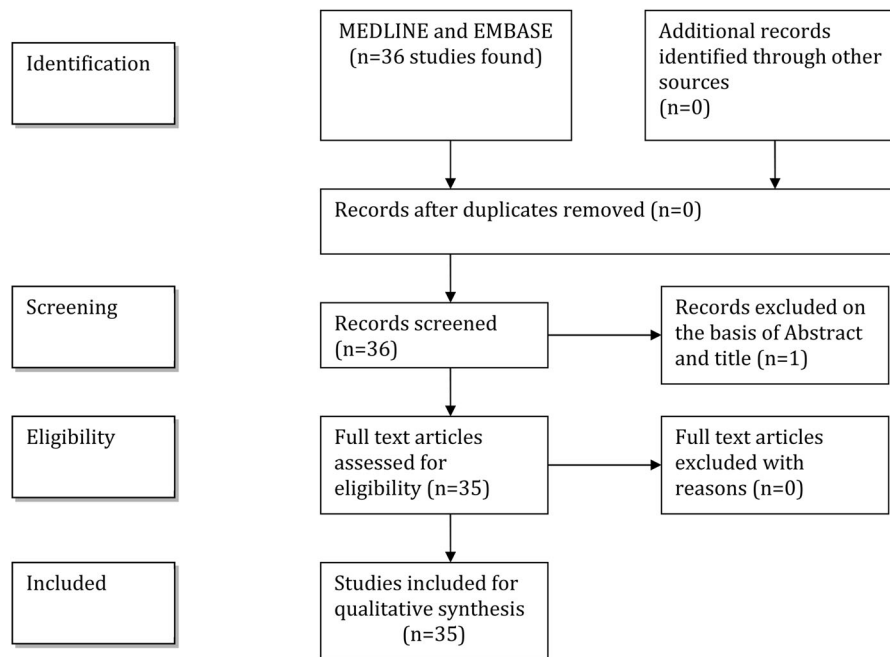 Identification
MEDLINE and EMBASE
(n=36 studies found)
Additional records
identified through other
sources
(n=0)
Records after duplicates removed (n=0)
Screening
Records screened
(n=36)
Records excluded on
the basis of Abstract
and title (n=1)
Eligibility
Full text articles
assessed for
eligibility (n=35)
Full text articles
excluded with
reasons (n=0)
Included
Studies included for
qualitative synthesis
(n=35)